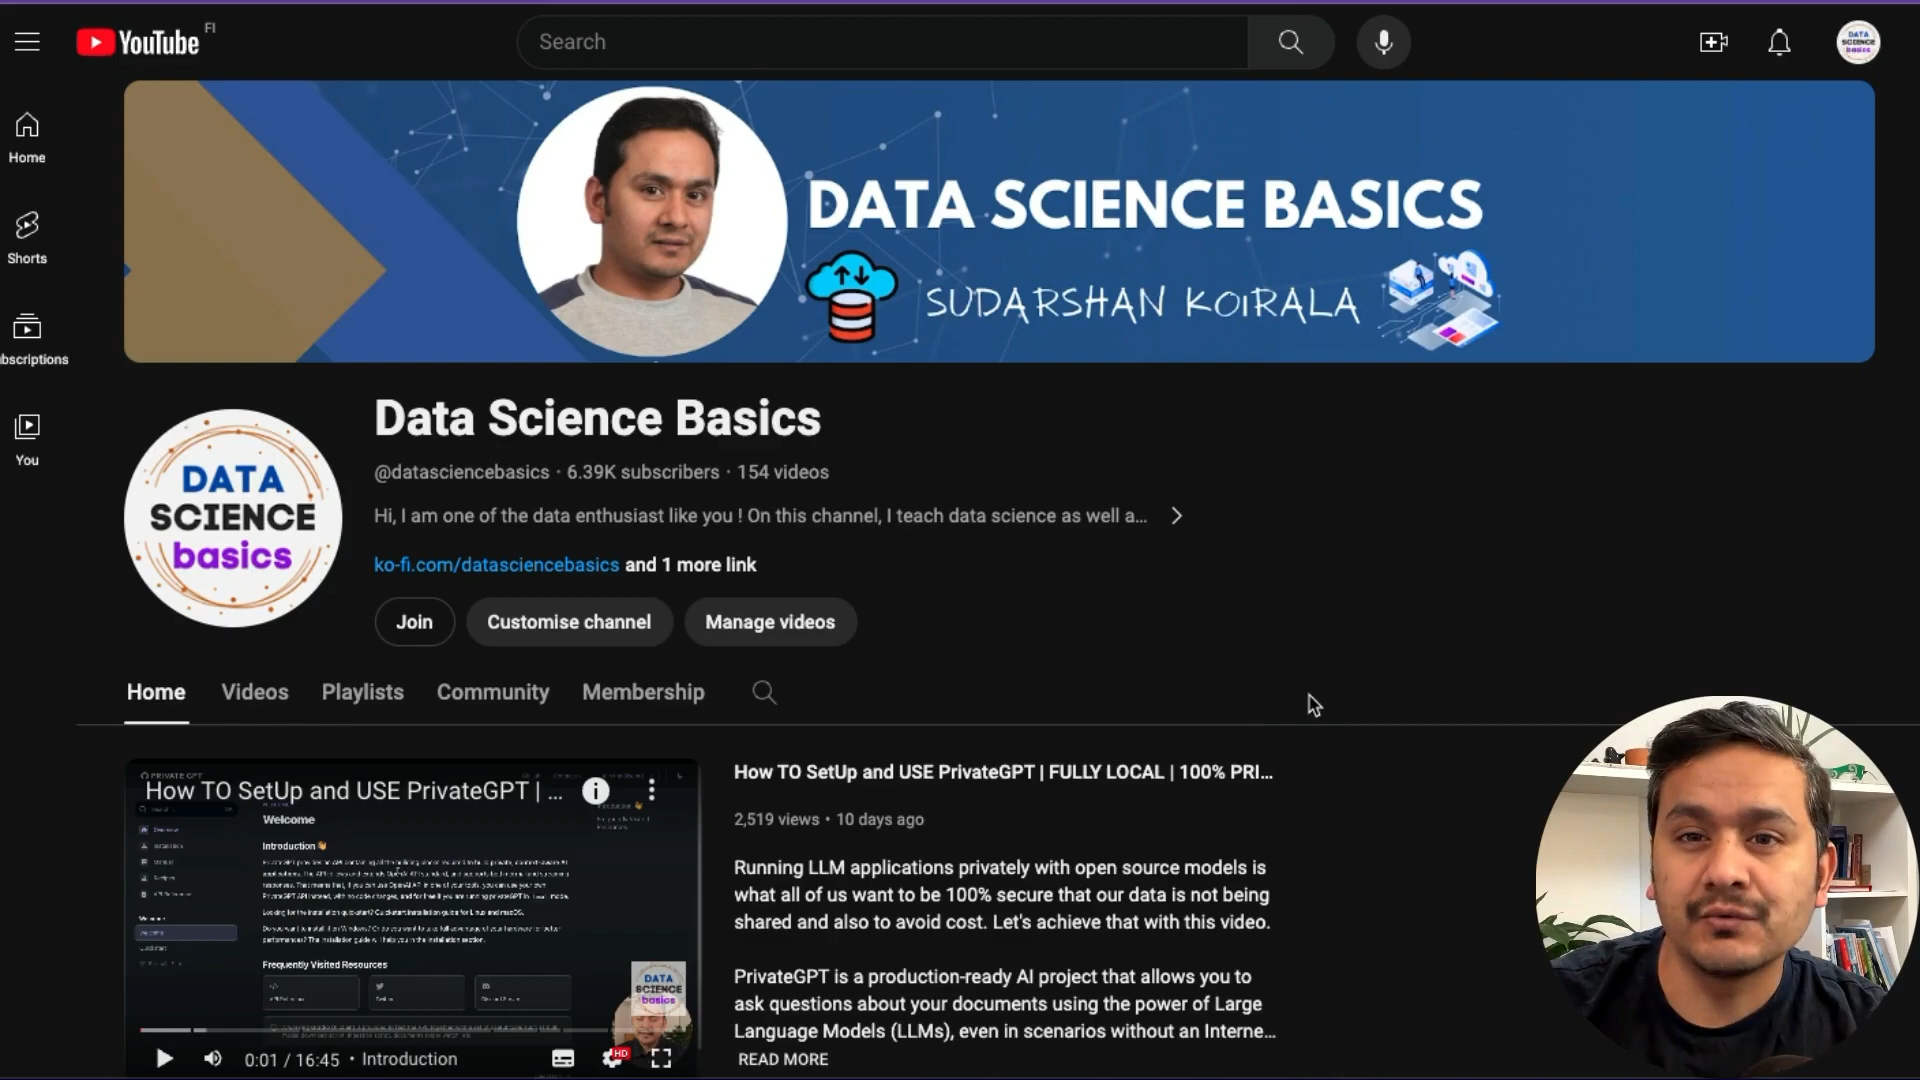 YouTube FI
Search
DATA SCIENCE basics
Home
Shorts
bscriptions
You
DATA SCIENCE BASICS
SUDARSHAN KOIRALA
DATA
SCIENCE
basics
Data Science Basics
@datasciencebasics · 6.39K subscribers · 154 videos
Hi, I am one of the data enthusiast like you ! On this channel, I teach data science as well a...
ko-fi.com/datasciencebasics and 1 more link
Join Customise channel Manage videos
Home Videos Playlists Community Membership
PRIVATE GPT
How TO SetUp and USE PrivateGPT | ...
Welcome
Introduction
Frequently Visited Resources
DATA
SCIENCE
basics
0:01 / 16:45 • Introduction
HD
How TO SetUp and USE PrivateGPT | FULLY LOCAL | 100% PRI...
2,519 views • 10 days ago
Running LLM applications privately with open source models is
what all of us want to be 100% secure that our data is not being
shared and also to avoid cost. Let's achieve that with this video.
PrivateGPT is a production-ready AI project that allows you to
ask questions about your documents using the power of Large
Language Models (LLMs), even in scenarios without an Interne...
READ MORE